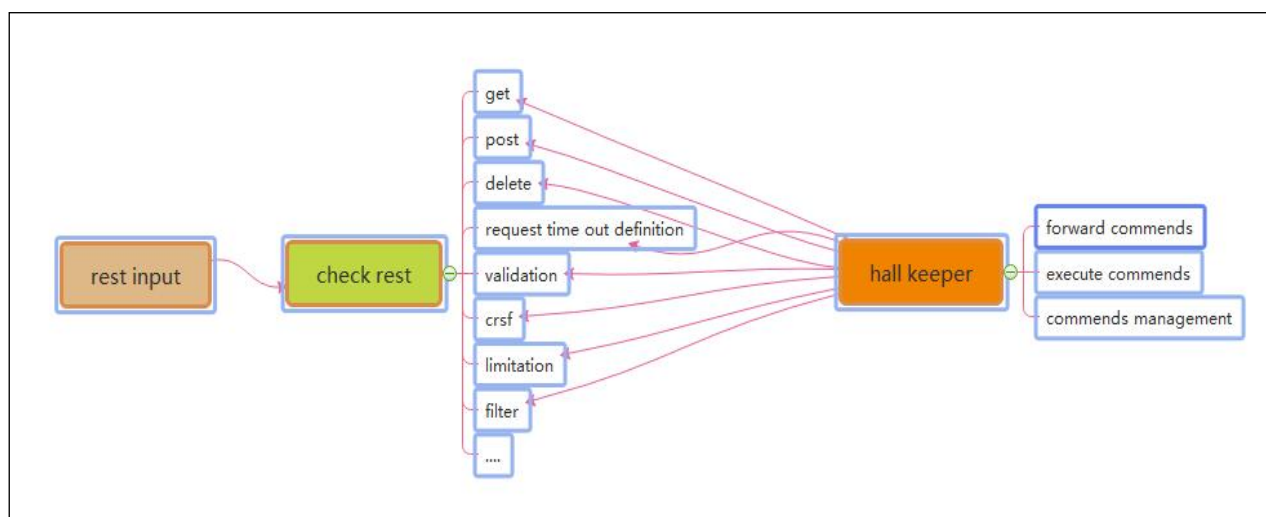 rest input
check rest
get
post
delete
request time out definition
validation
crsf
limitation
filter
....
hall keeper
forward commends
execute commends
commends management